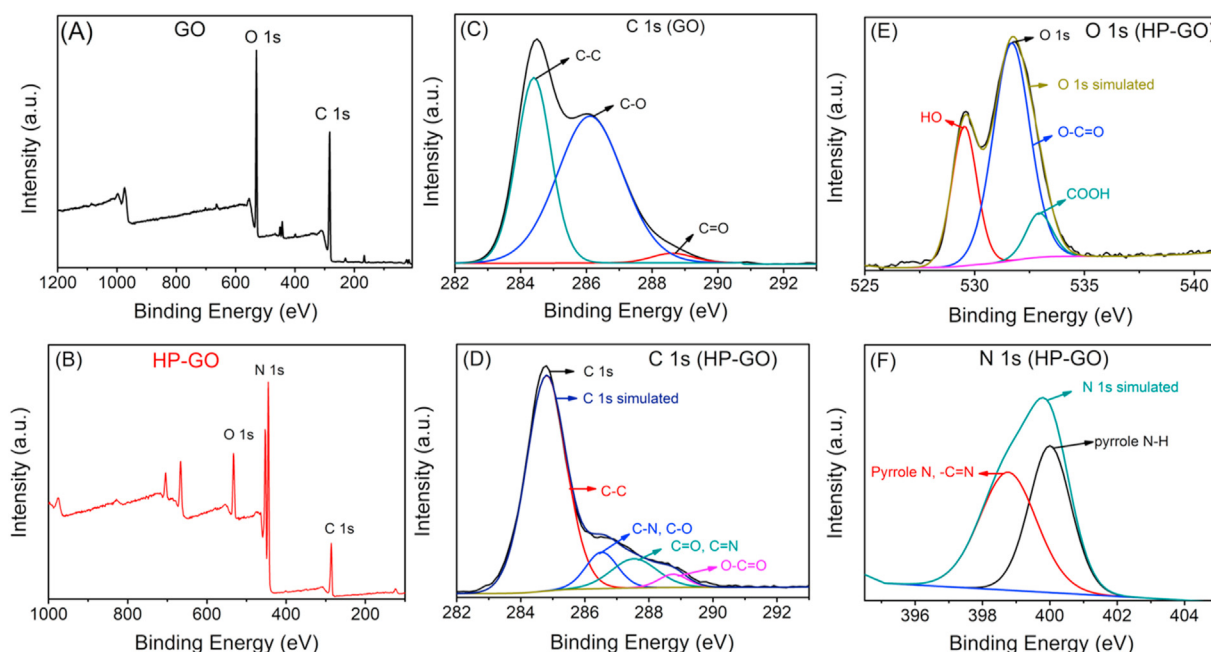 (A)
GO
O 1s
C 1s
Intensity (a.u.)
1200 1000 800 600 400 200
Binding Energy (eV)
(B)
HP-GO
N 1s
O 1s
C 1s
Intensity (a.u.)
1000 800 600 400 200
Binding Energy (eV)
(C)
C 1s (GO)
C-C
C-O
C=O
Intensity (a.u.)
282 284 286 288 290 292
Binding Energy (eV)
(D)
C 1s (HP-GO)
C 1s
C 1s simulated
C-C
C-N, C-O
C=O, C=N
O-C=O
Intensity (a.u.)
282 284 286 288 290 292
Binding Energy (eV)
(E)
O 1s (HP-GO)
O 1s
O 1s simulated
HO
O-C=O
COOH
Intensity (a.u.)
525 530 535 540
Binding Energy (eV)
(F)
N 1s (HP-GO)
N 1s simulated
pyrrole N-H
Pyrrole N, -C=N
Intensity (a.u.)
396 398 400 402 404
Binding Energy (eV)